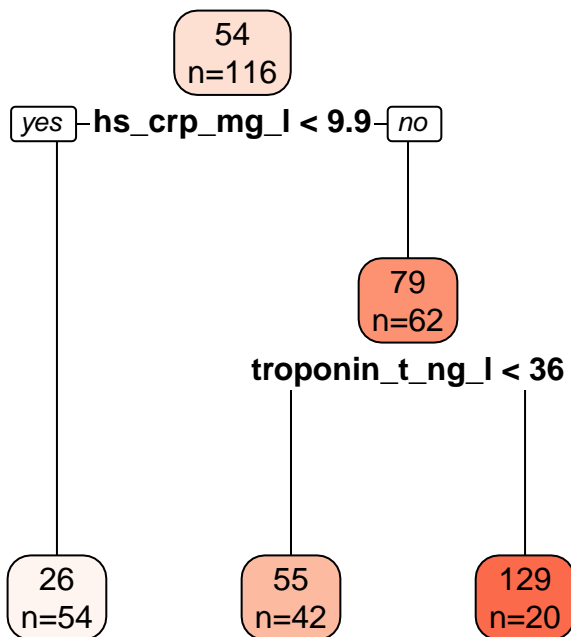 54
n=116
yes hs_crp_mg_l < 9.9 no
79
n=62
troponin_t_ng_l < 36
26
n=54
55
n=42
129
n=20